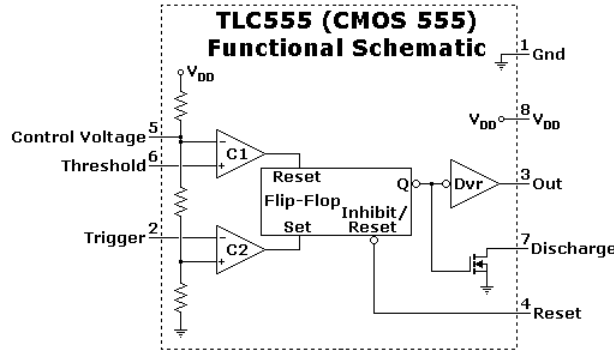 TLC555 (CMOS 555)
Functional Schematic
1
Gnd
VDD
VDD
8
VDD
Control Voltage
5
C1
Threshold
6
Reset
Q
Dvr
3
Out
Flip-Flop
Inhibit/
Reset
Set
Trigger
2
C2
7
Discharge
4
Reset